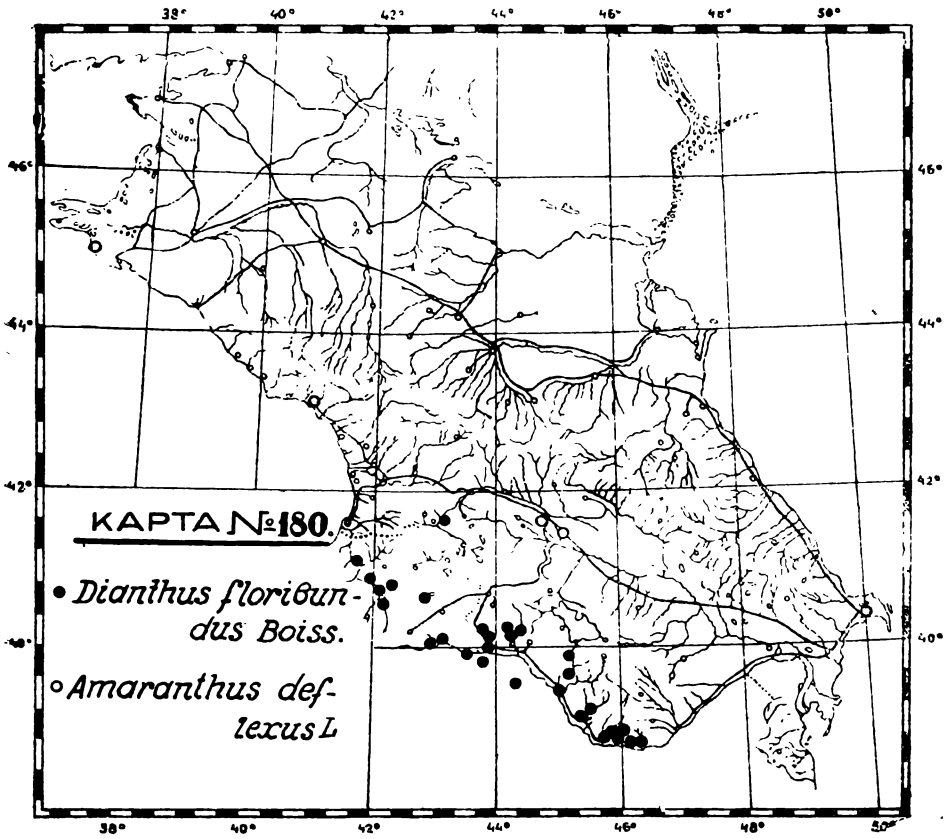 38° 40° 42° 44° 46° 48° 50°
46° 46°
44° 44°
42° 42°
КАРТА №180.
Dianthus floribun-
dus Boiss.
40° 40°
Amaranthus def-
lexus L
38° 40° 42° 44° 46° 48° 50°